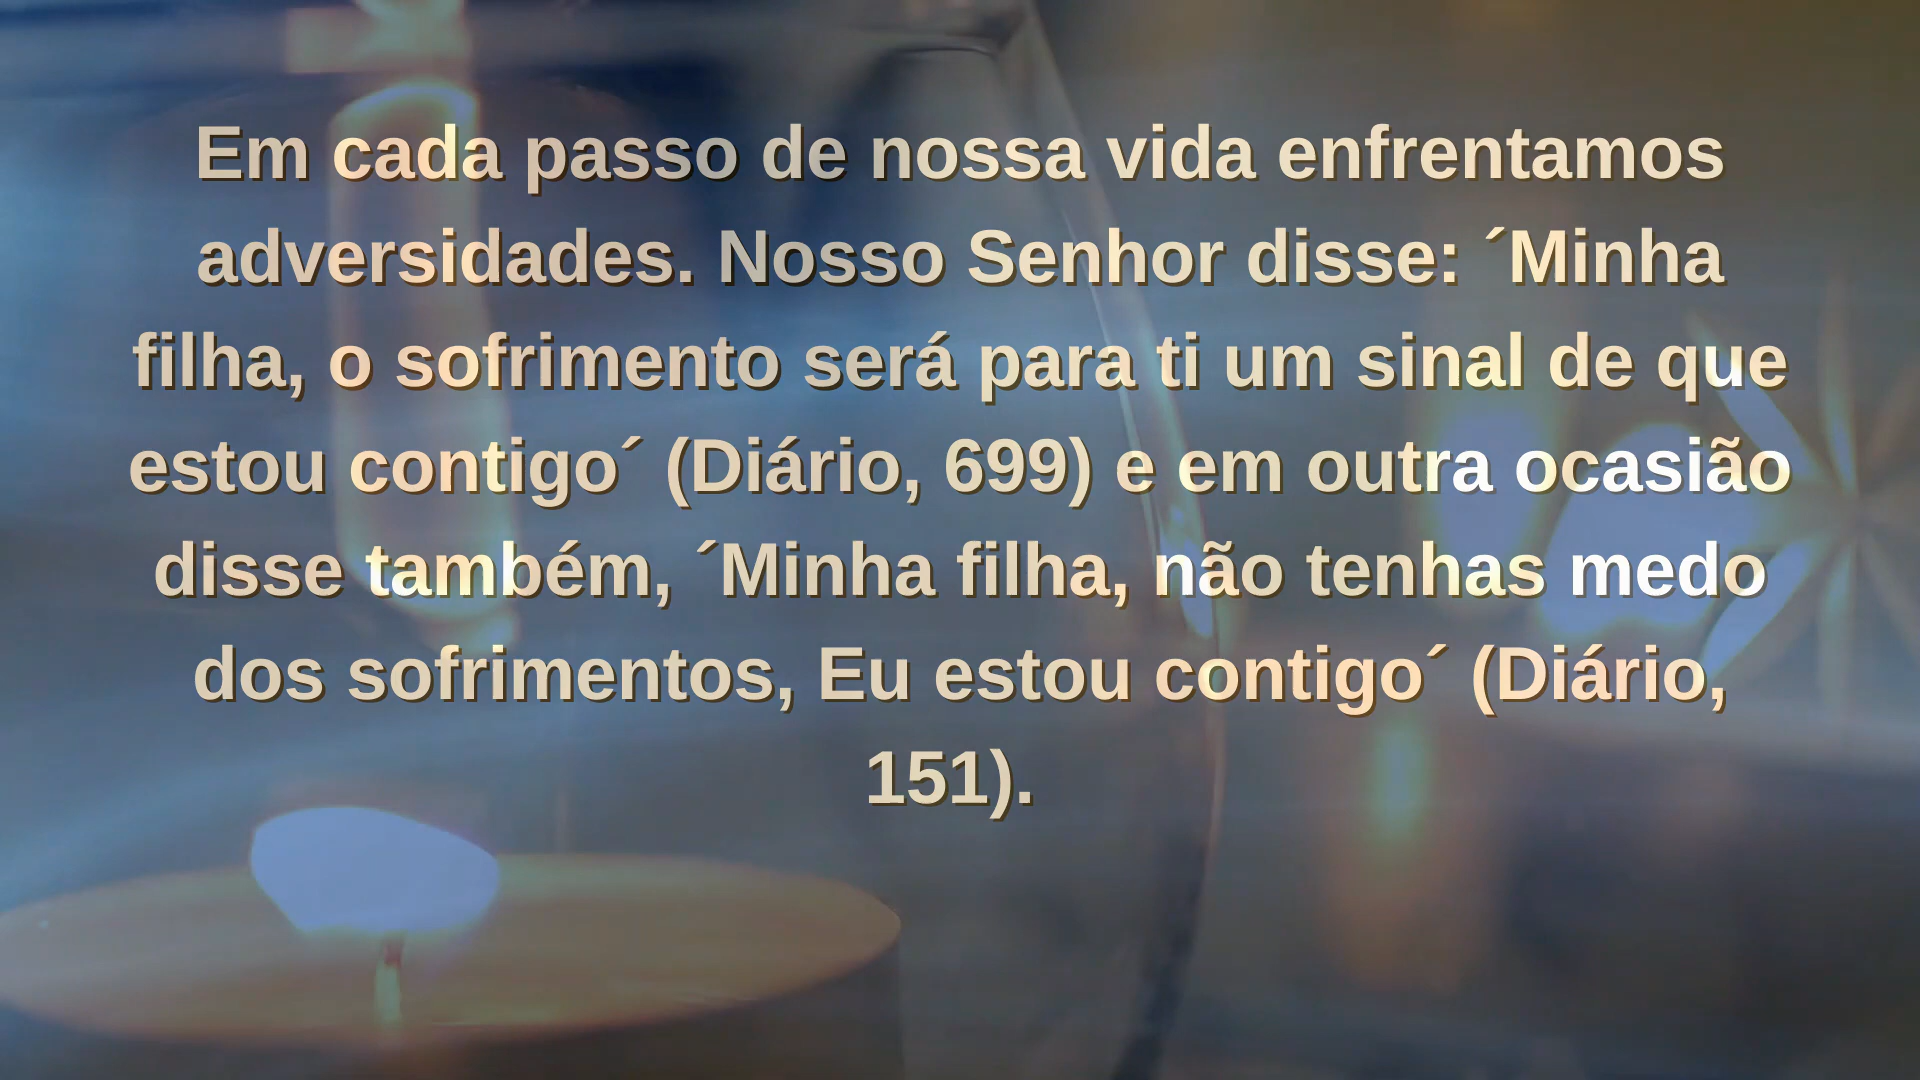 Em cada passo de nossa vida enfrentamos
adversidades. Nosso Senhor disse: ´Minha
filha, o sofrimento será para ti um sinal de que
estou contigo´ (Diário, 699) e em outra ocasião
disse também, ´Minha filha, não tenhas medo
dos sofrimentos, Eu estou contigo´ (Diário,
151).